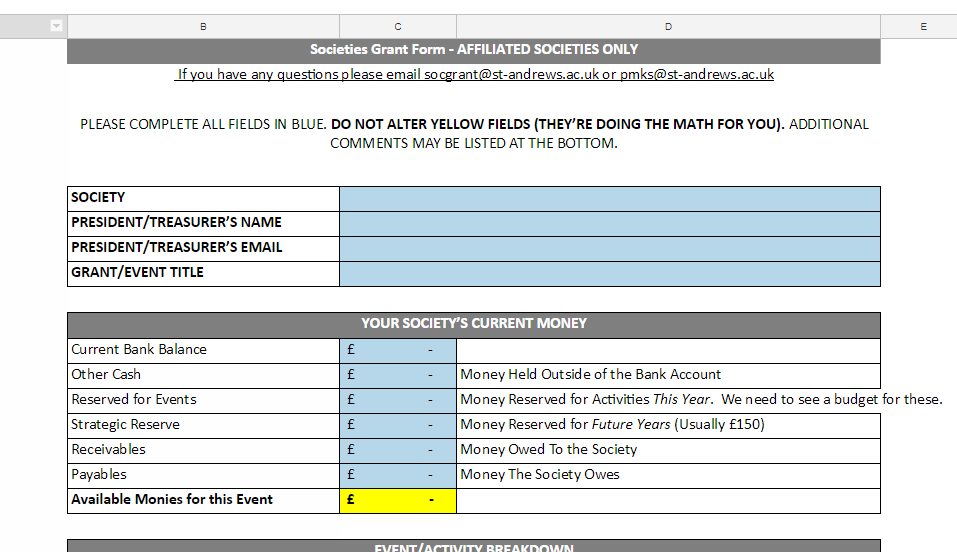 B C D E
Societies Grant Form - AFFILIATED SOCIETIES ONLY
If you have any questions please email socgrant@st-andrews.ac.uk or pmks@st-andrews.ac.uk
PLEASE COMPLETE ALL FIELDS IN BLUE. DO NOT ALTER YELLOW FIELDS (THEY'RE DOING THE MATH FOR YOU). ADDITIONAL
COMMENTS MAY BE LISTED AT THE BOTTOM.
SOCIETY
PRESIDENT/TREASURER'S NAME
PRESIDENT/TREASURER'S EMAIL
GRANT/EVENT TITLE
YOUR SOCIETY'S CURRENT MONEY
Current Bank Balance £ -
Other Cash £ - Money Held Outside of the Bank Account
Reserved for Events £ - Money Reserved for Activities This Year. We need to see a budget for these.
Strategic Reserve £ - Money Reserved for Future Years (Usually £150)
Receivables £ - Money Owed To the Society
Payables £ - Money The Society Owes
Available Monies for this Event £ -
EVENT/ACTIVITY BREAKDOWN